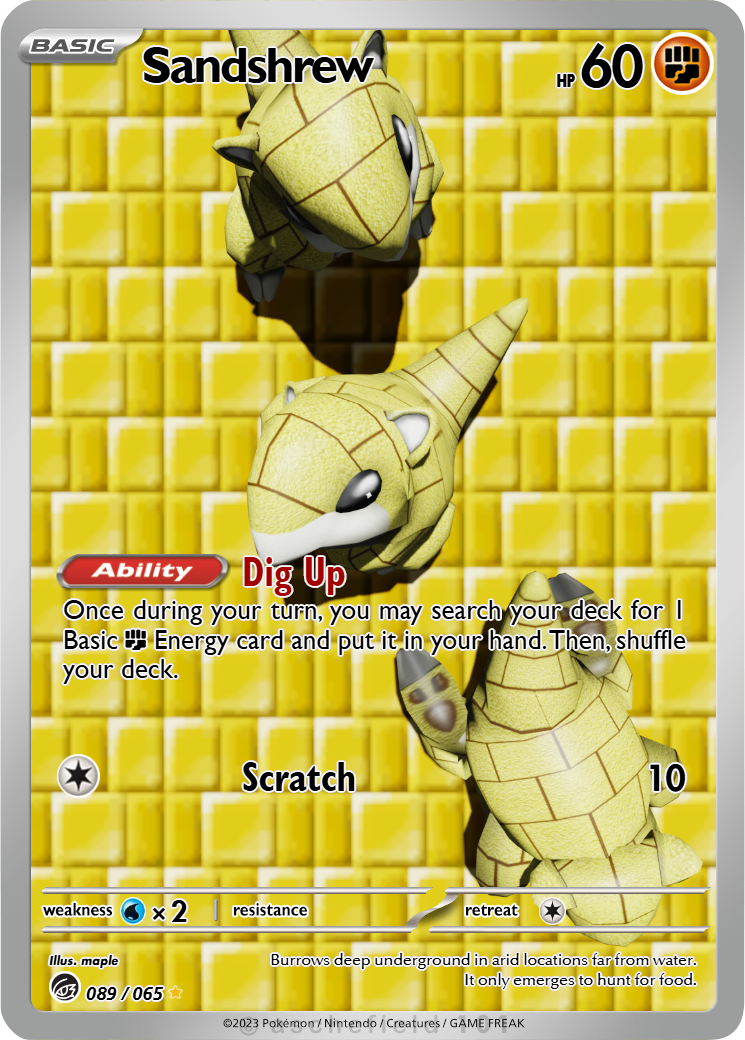 BASIC
Sandshrew
HP 60
Ability Dig Up
Once during your turn, you may search your deck for 1
Basic Energy card and put it in your hand. Then, shuffle
your deck.
Scratch 10
weakness × 2 resistance retreat
Illus. maple
Burrows deep underground in arid locations far from water.
It only emerges to hunt for food.
089 / 065
©2023 Pokémon / Nintendo / Creatures / GAME FREAK